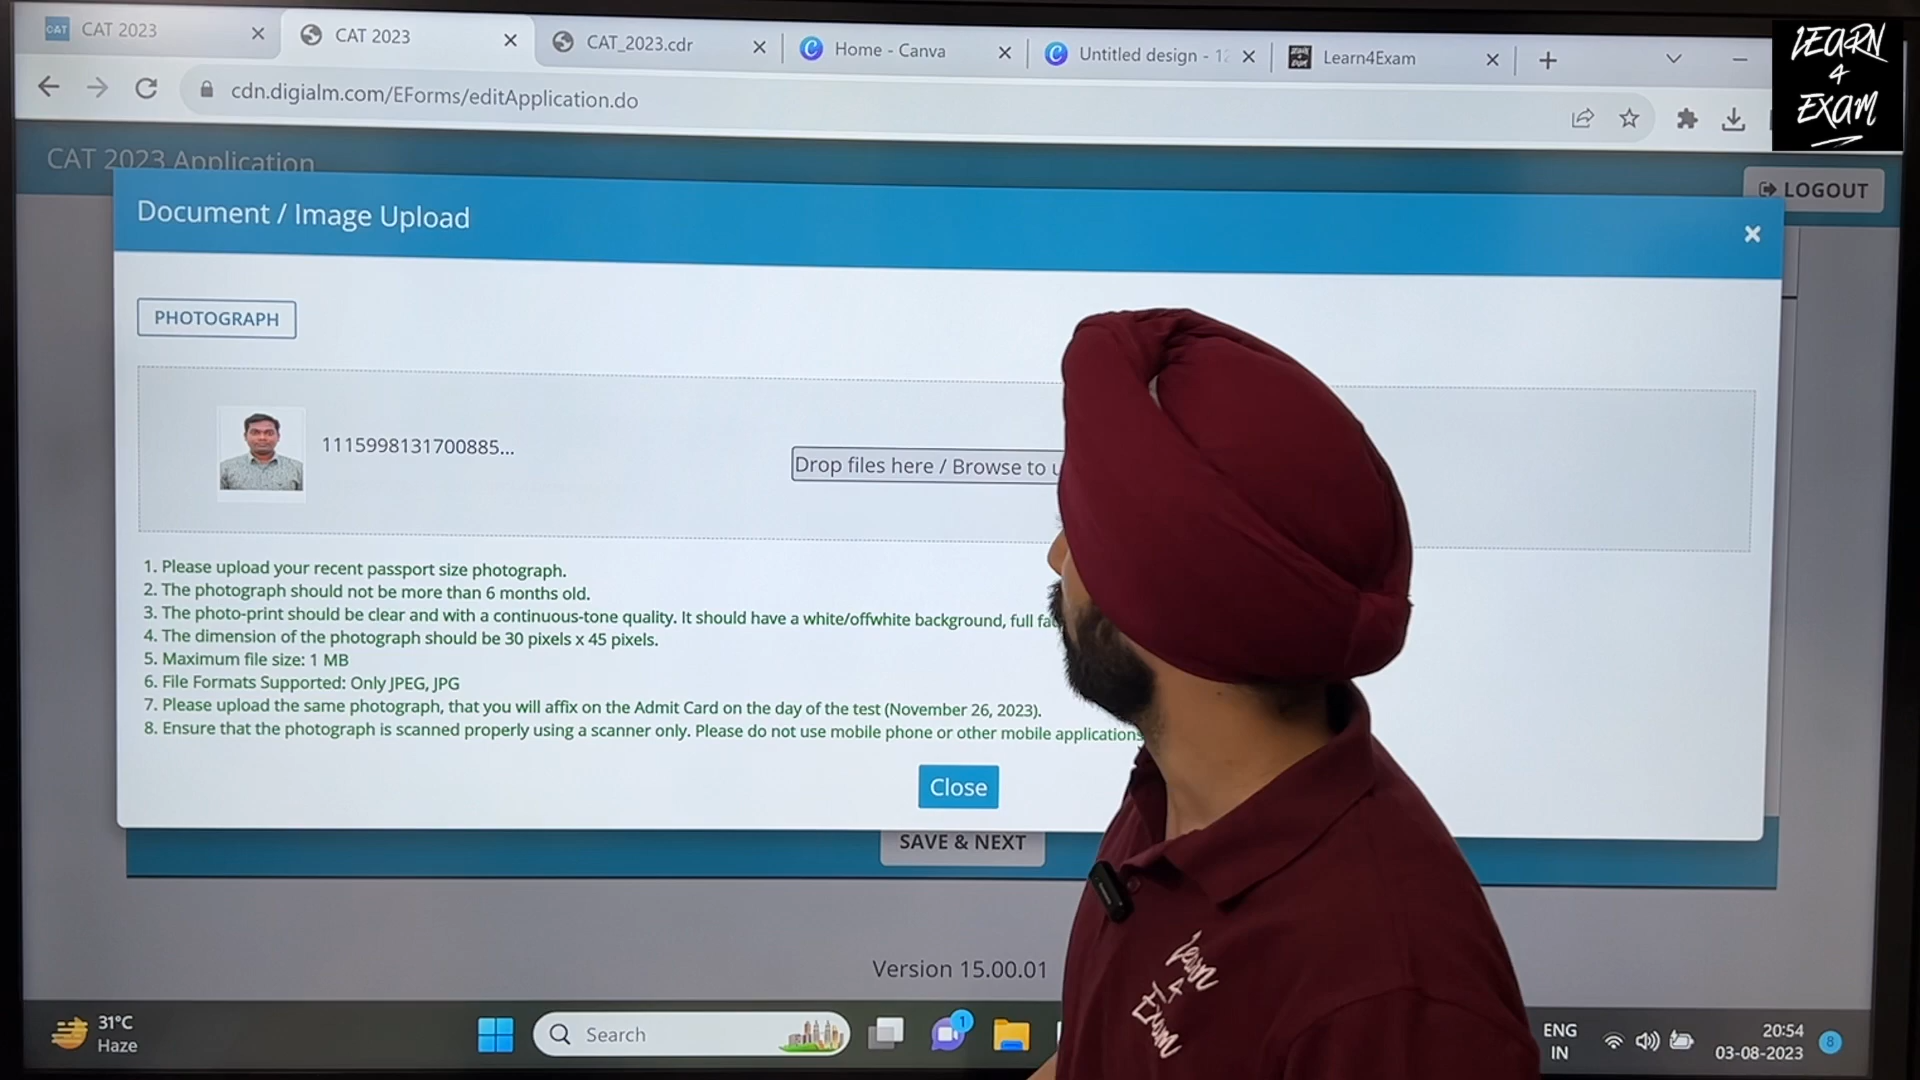 CAT CAT 2023
CAT 2023
CAT_2023.cdr
Home - Canva
Untitled design - 12
Learn4Exam
LEARN
4
EXAM
cdn.digialm.com/EForms/editApplication.do
CAT 2023 Application
LOGOUT
Document / Image Upload
PHOTOGRAPH
1115998131700885...
Drop files here / Browse to u
1. Please upload your recent passport size photograph.
2. The photograph should not be more than 6 months old.
3. The photo-print should be clear and with a continuous-tone quality. It should have a white/offwhite background, full fac
4. The dimension of the photograph should be 30 pixels x 45 pixels.
5. Maximum file size: 1 MB
6. File Formats Supported: Only JPEG, JPG
7. Please upload the same photograph, that you will affix on the Admit Card on the day of the test (November 26, 2023).
8. Ensure that the photograph is scanned properly using a scanner only. Please do not use mobile phone or other mobile applications
Close
SAVE & NEXT
Version 15.00.01
Learn
4
Exam
31°C
Haze
Search
1
ENG
IN
20:54
03-08-2023
8